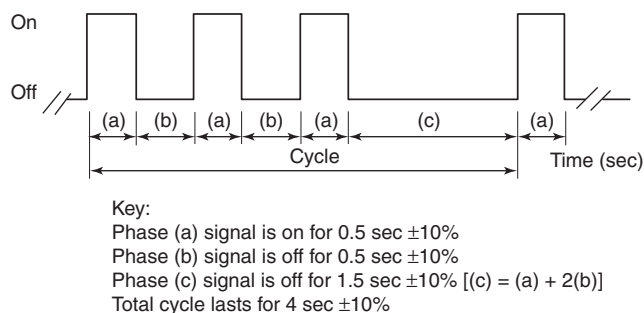 On
Off
(a) (b) (a) (b) (a) (c) (a)
Cycle Time (sec)
Key:
Phase (a) signal is on for 0.5 sec ±10%
Phase (b) signal is off for 0.5 sec ±10%
Phase (c) signal is off for 1.5 sec ±10% [(c) = (a) + 2(b)]
Total cycle lasts for 4 sec ±10%